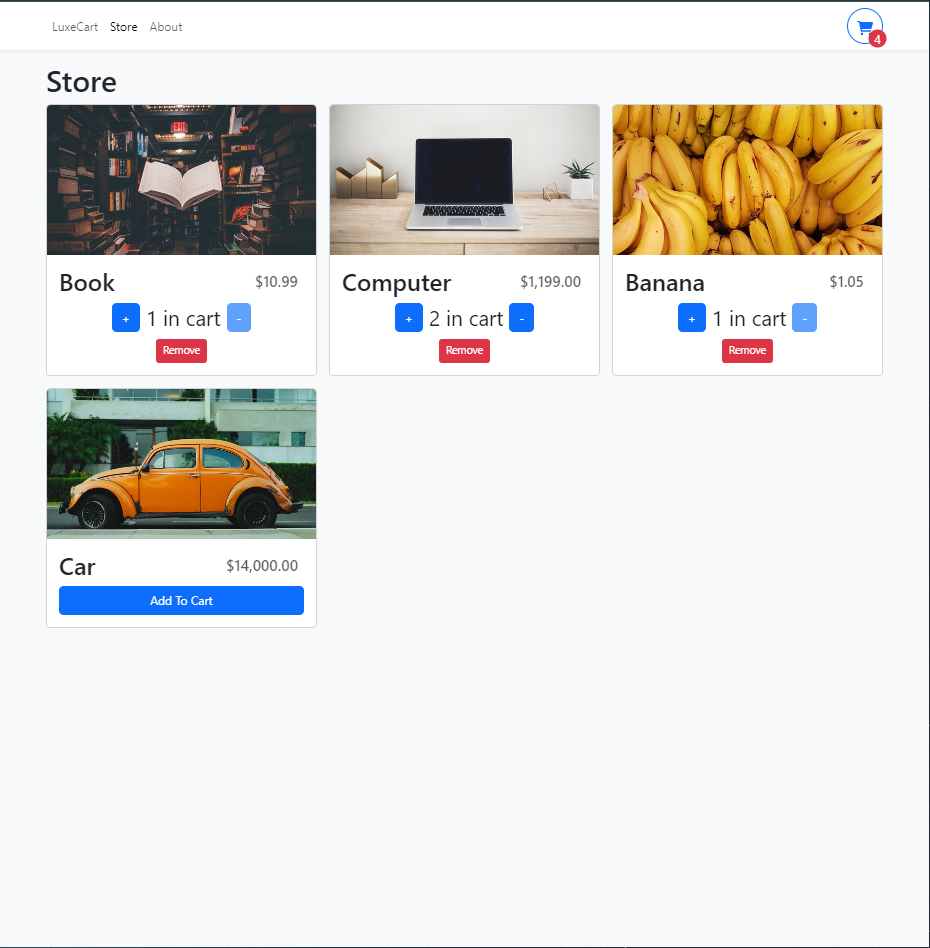 LuxeCart Store About
4
Store
EXIT
Book $10.99
+ 1 in cart -
Remove
Computer $1,199.00
+ 2 in cart -
Remove
Banana $1.05
+ 1 in cart -
Remove
Car $14,000.00
Add To Cart